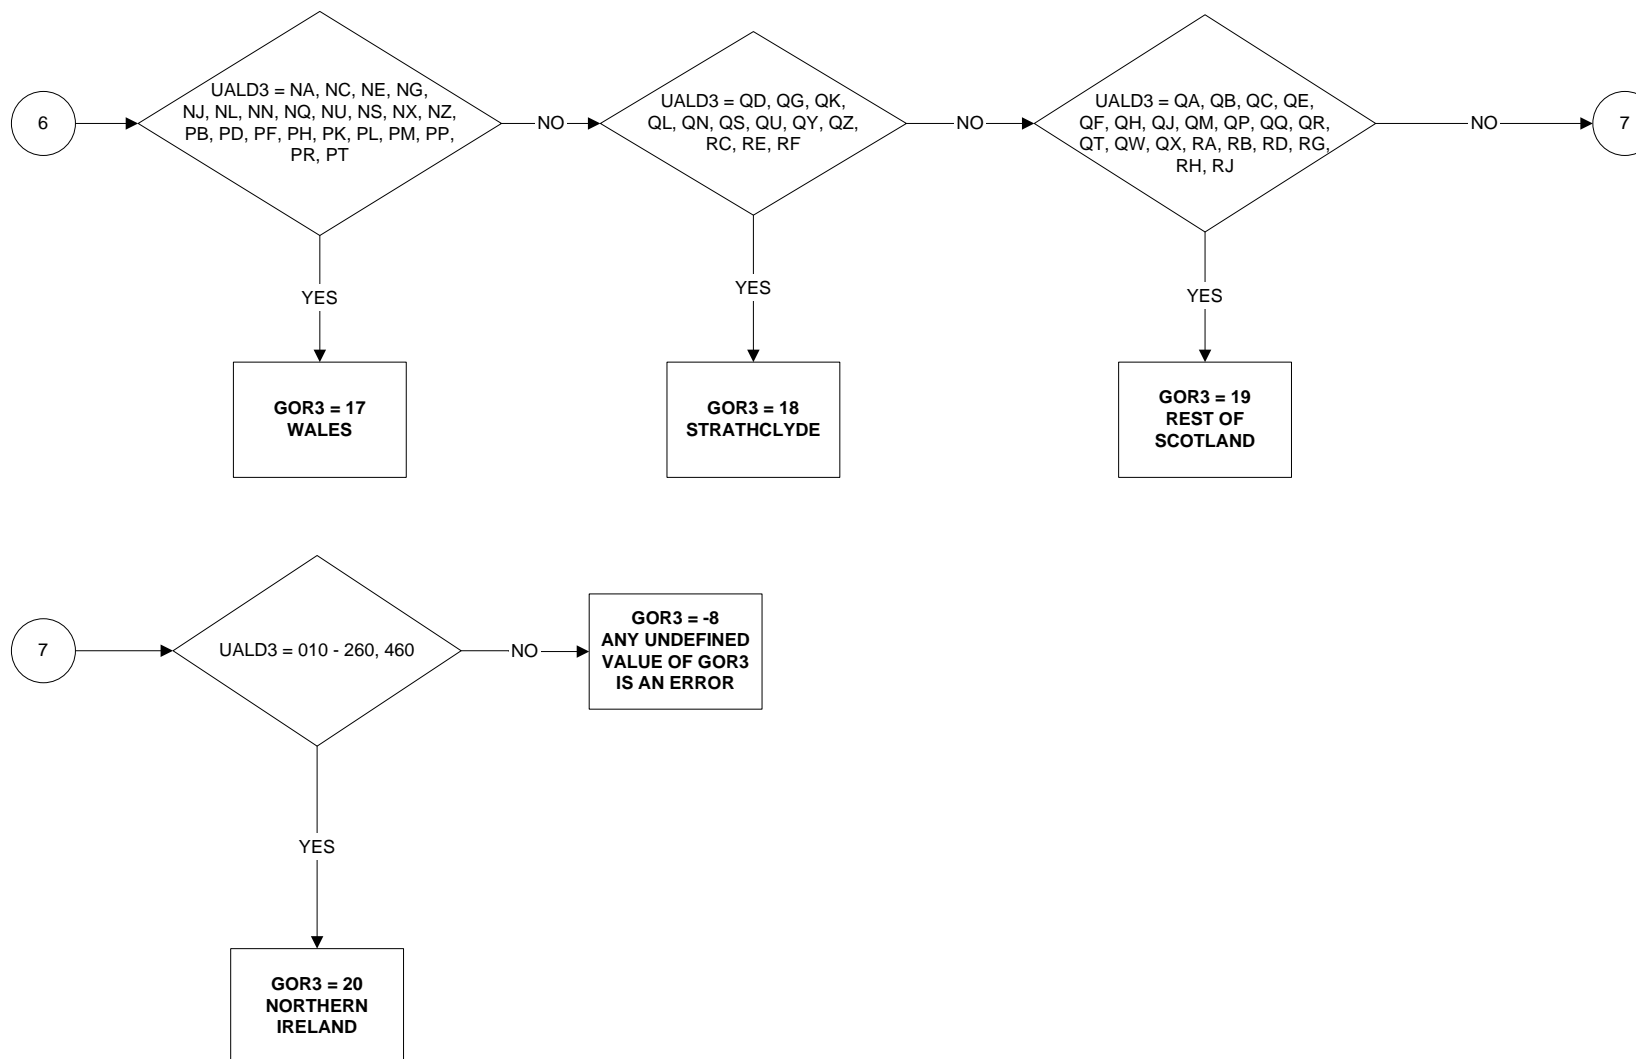 6
UALD3 = NA, NC, NE, NG,
NJ, NL, NN, NQ, NU, NS, NX, NZ,
PB, PD, PF, PH, PK, PL, PM, PP,
PR, PT
NO
UALD3 = QD, QG, QK,
QL, QN, QS, QU, QY, QZ,
RC, RE, RF
NO
UALD3 = QA, QB, QC, QE,
QF, QH, QJ, QM, QP, QQ, QR,
QT, QW, QX, RA, RB, RD, RG,
RH, RJ
NO
7
YES
YES
YES
GOR3 = 17
WALES
GOR3 = 18
STRATHCLYDE
GOR3 = 19
REST OF
SCOTLAND
7
UALD3 = 010 - 260, 460
NO
GOR3 = -8
ANY UNDEFINED
VALUE OF GOR3
IS AN ERROR
YES
GOR3 = 20
NORTHERN
IRELAND